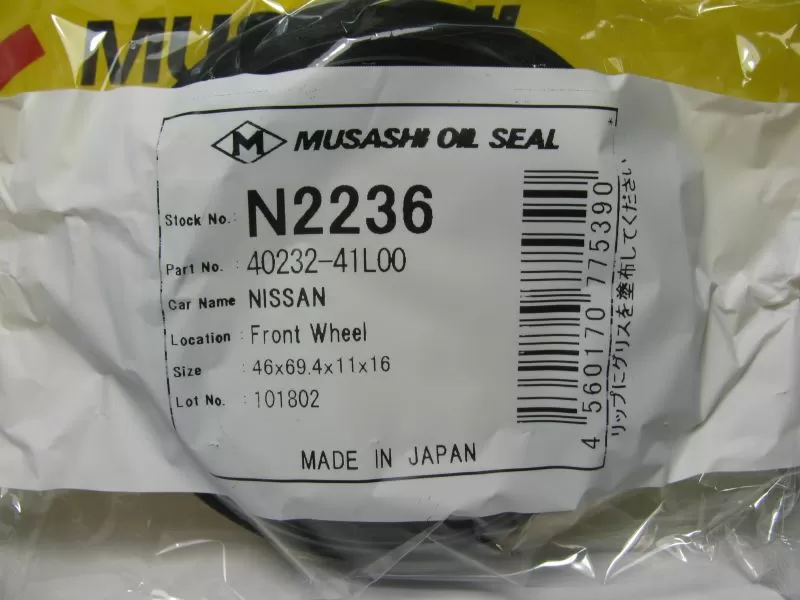 MUSASHI
M MUSASHI OIL SEAL
Stock No. : N2236
Part No. : 40232-41L00
Car Name : NISSAN
Location : Front Wheel
Size : 46x69.4x11x16
Lot No. : 101802
MADE IN JAPAN
4 560170 775390
リップにグリスを塗布してください